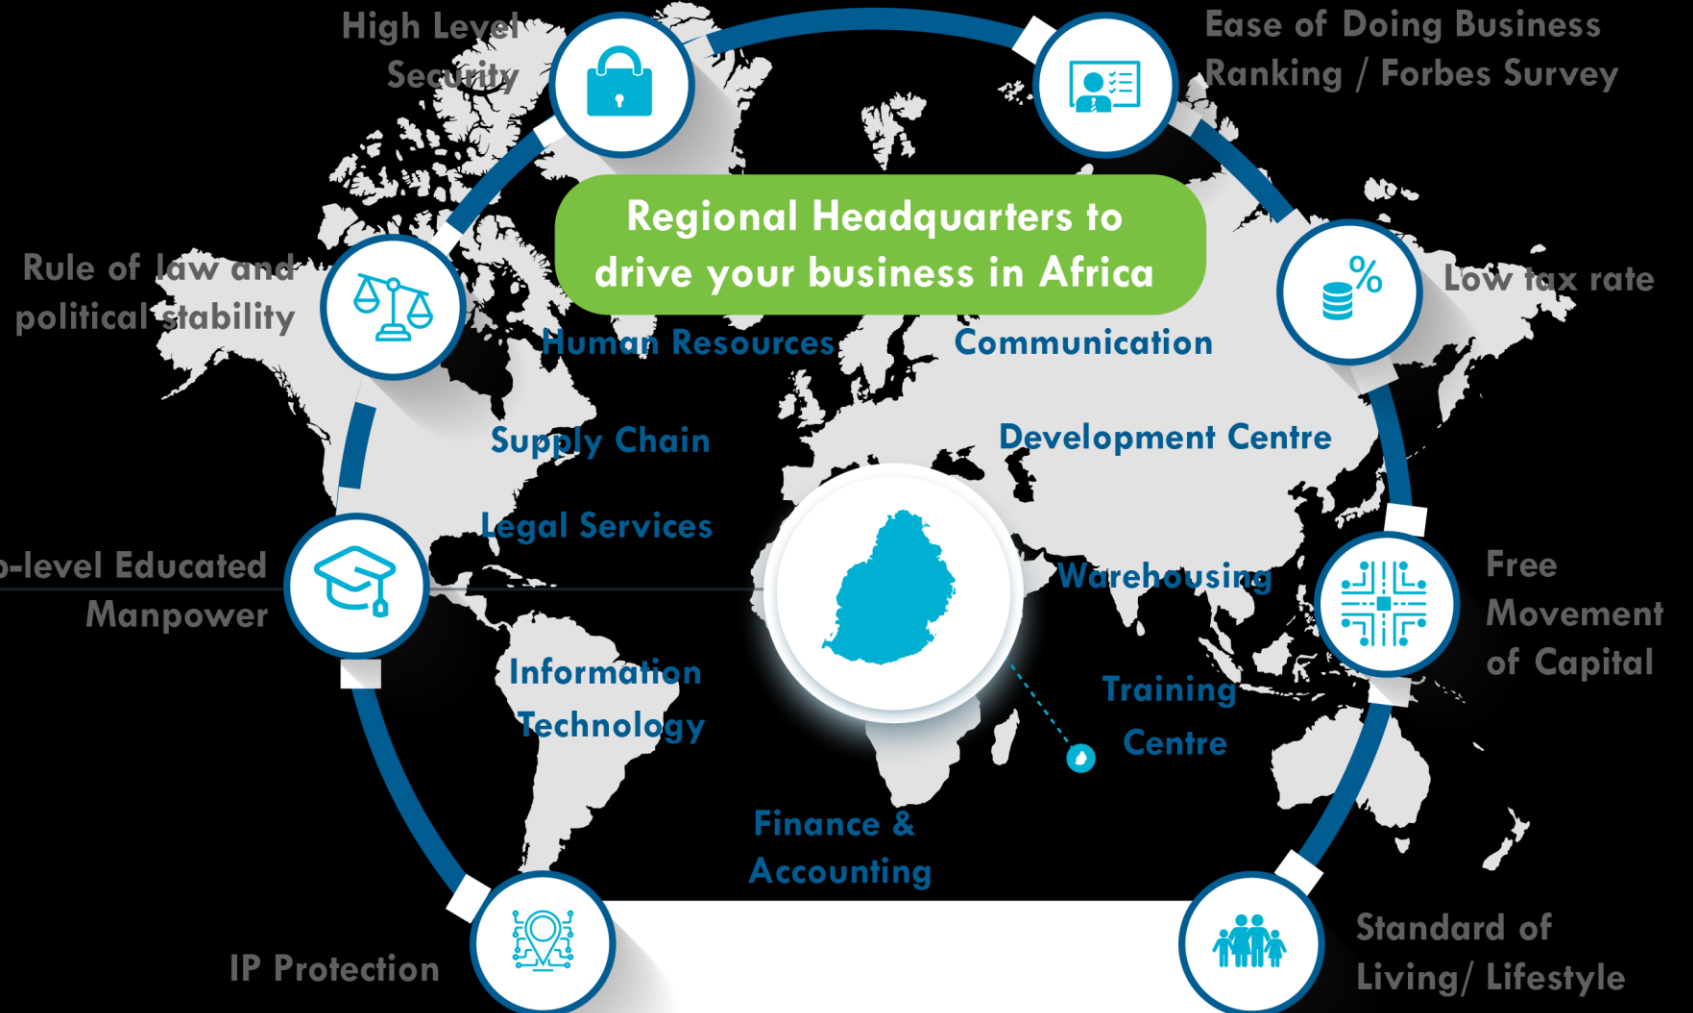 High Level
Security
Ease of Doing Business
Ranking / Forbes Survey
Regional Headquarters to
drive your business in Africa
Rule of law and
political stability
%
Low tax rate
Human Resources
Communication
Supply Chain
Development Centre
Legal Services
Warehousing
-level Educated
Manpower
Free
Movement
of Capital
Information
Technology
Training
Centre
Finance &
Accounting
IP Protection
Standard of
Living/ Lifestyle